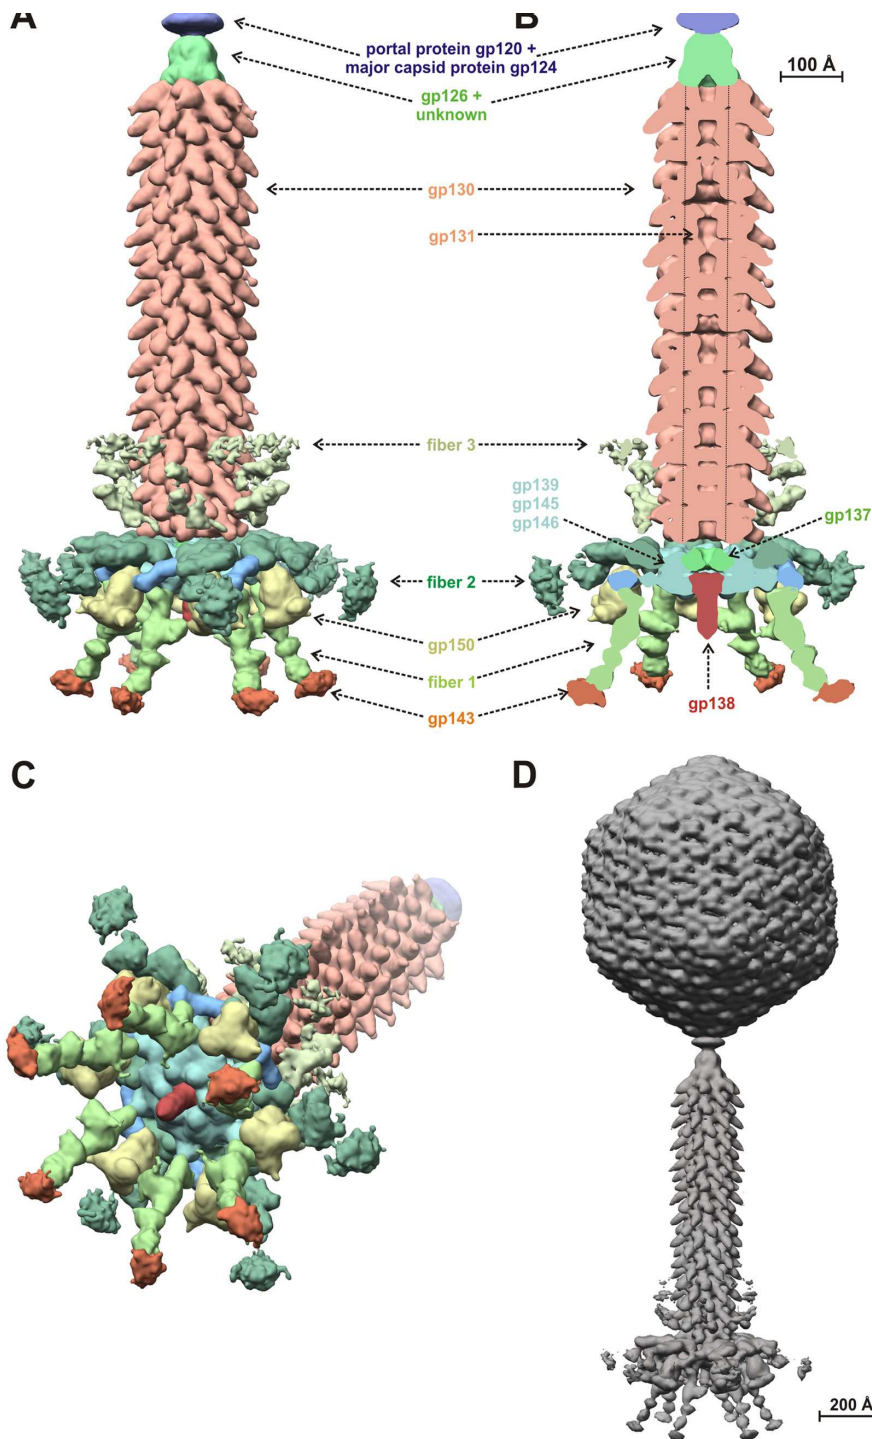 A
B
portal protein gp120 +
major capsid protein gp124
100 Å
gp126 +
unknown
gp130
gp131
fiber 3
gp139
gp145
gp146
gp137
fiber 2
gp150
fiber 1
gp138
gp143
C
D
200 Å